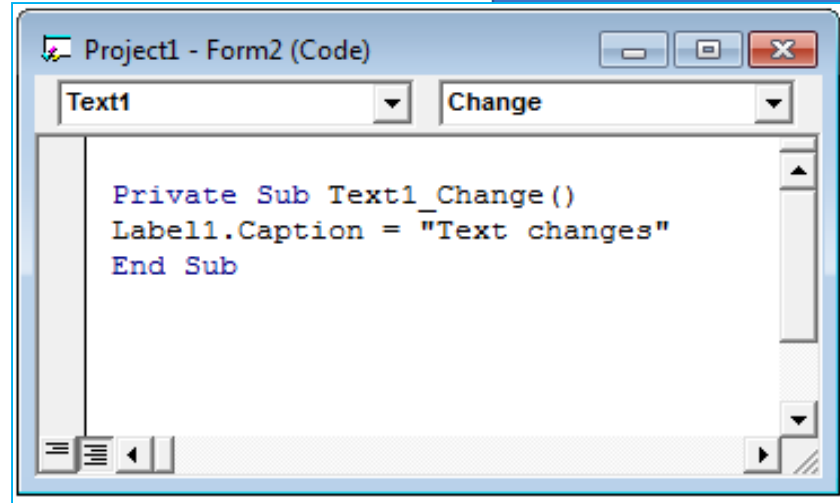 Project1 - Form2 (Code)
Text1 Change
Private Sub Text1_Change()
Label1.Caption = "Text changes"
End Sub